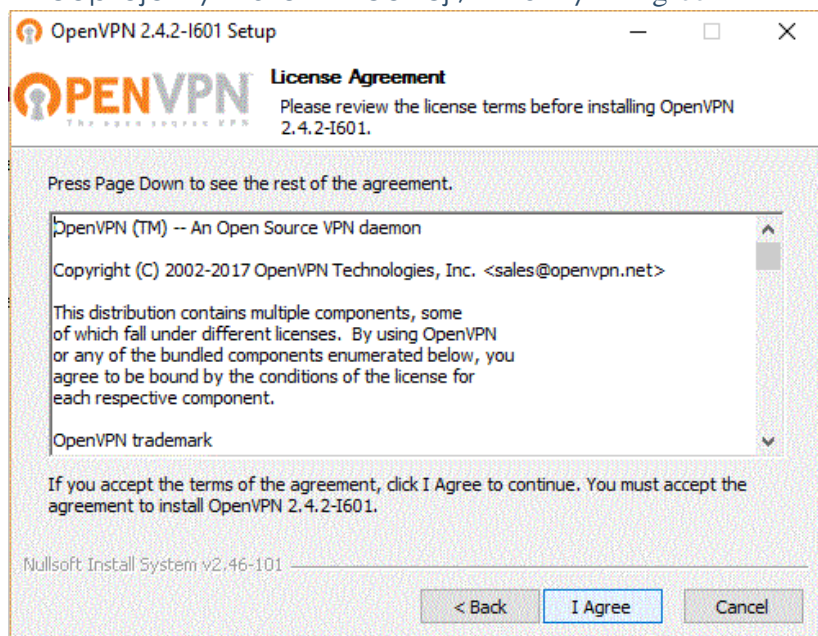 OpenVPN 2.4.2-I601 Setup
OPENVPN
The open source VPN
License Agreement
Please review the license terms before installing OpenVPN
2.4.2-I601.
Press Page Down to see the rest of the agreement.
OpenVPN (TM) -- An Open Source VPN daemon
Copyright (C) 2002-2017 OpenVPN Technologies, Inc. <sales@openvpn.net>
This distribution contains multiple components, some
of which fall under different licenses.  By using OpenVPN
or any of the bundled components enumerated below, you
agree to be bound by the conditions of the license for
each respective component.
OpenVPN trademark
If you accept the terms of the agreement, click I Agree to continue. You must accept the
agreement to install OpenVPN 2.4.2-I601.
Nullsoft Install System v2.46-101
< Back
I Agree
Cancel